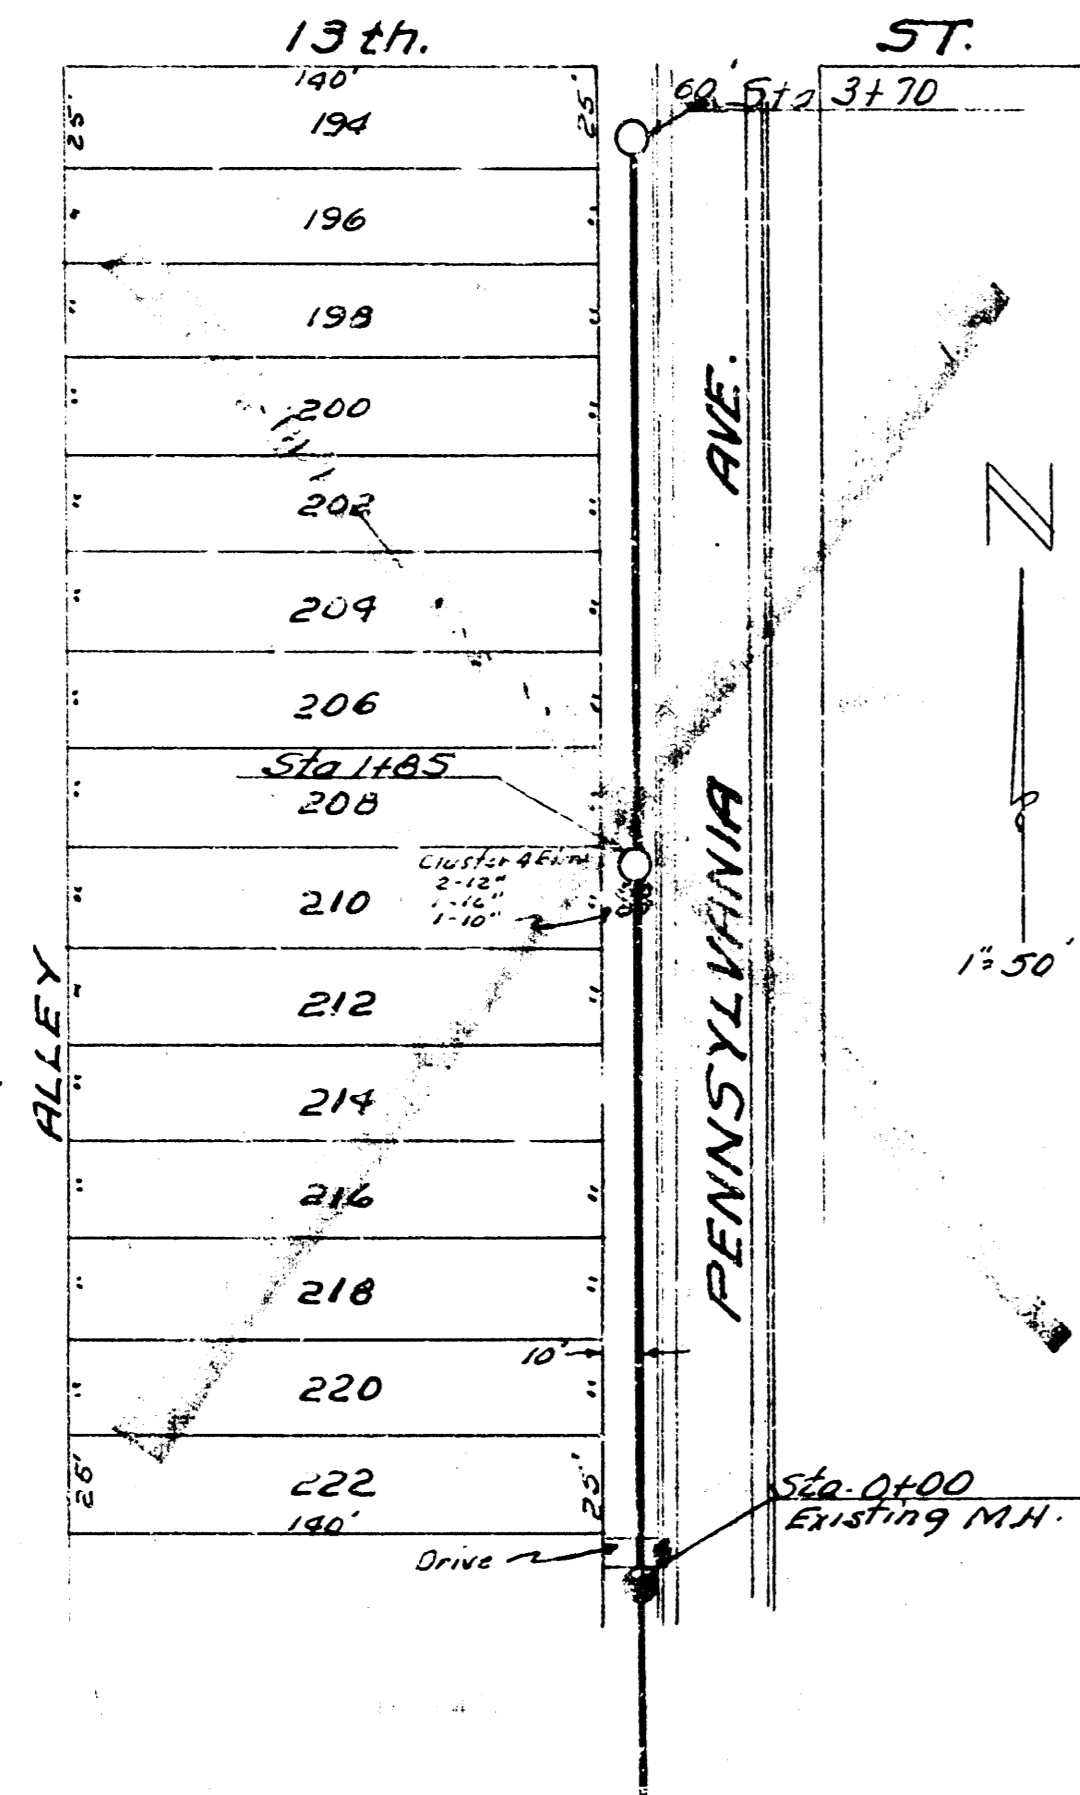 13th. ST.
140'
60' Sta 3+70
25' 194 25'
" 196 "
" 198 "
" 200 "
" 202 "
" 204 "
" 206 "
Sta 1+85
" 208 "
Cluster 4 Elms
2-12"
1-16"
1-10"
" 210 "
" 212 "
" 214 "
" 216 "
" 218 "
10'
" 220 "
25' 222 25'
140'
ALLEY
PENNSYLVANIA AVE.
N
1"=50'
Sta. 0+00
Existing M.H.
Drive